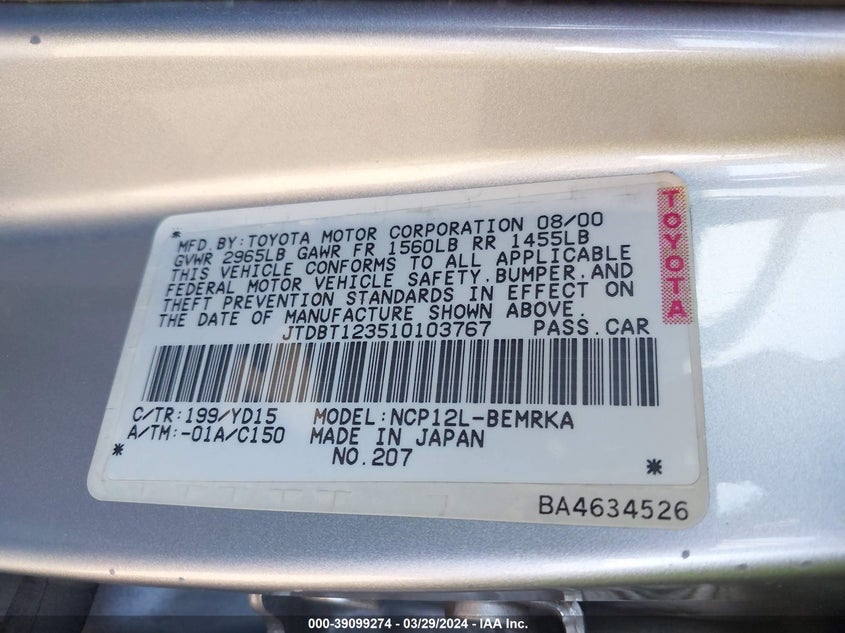 MFD.BY:TOYOTA MOTOR CORPORATION 08/00
GVWR 2965LB GAWR FR 1560LB RR 1455LB
THIS VEHICLE CONFORMS TO ALL APPLICABLE
FEDERAL MOTOR VEHICLE SAFETY,BUMPER,AND
THEFT PREVENTION STANDARDS IN EFFECT ON
THE DATE OF MANUFACTURE SHOWN ABOVE.
JTDBT123510103767 PASS.CAR
C/TR:199/YD15 MODEL:NCP12L-BEMRKA
A/TM:-01A/C150 MADE IN JAPAN
* NO.207 *
BA4634526
TOYOTA
000-39099274 - 03/29/2024 - IAA Inc.